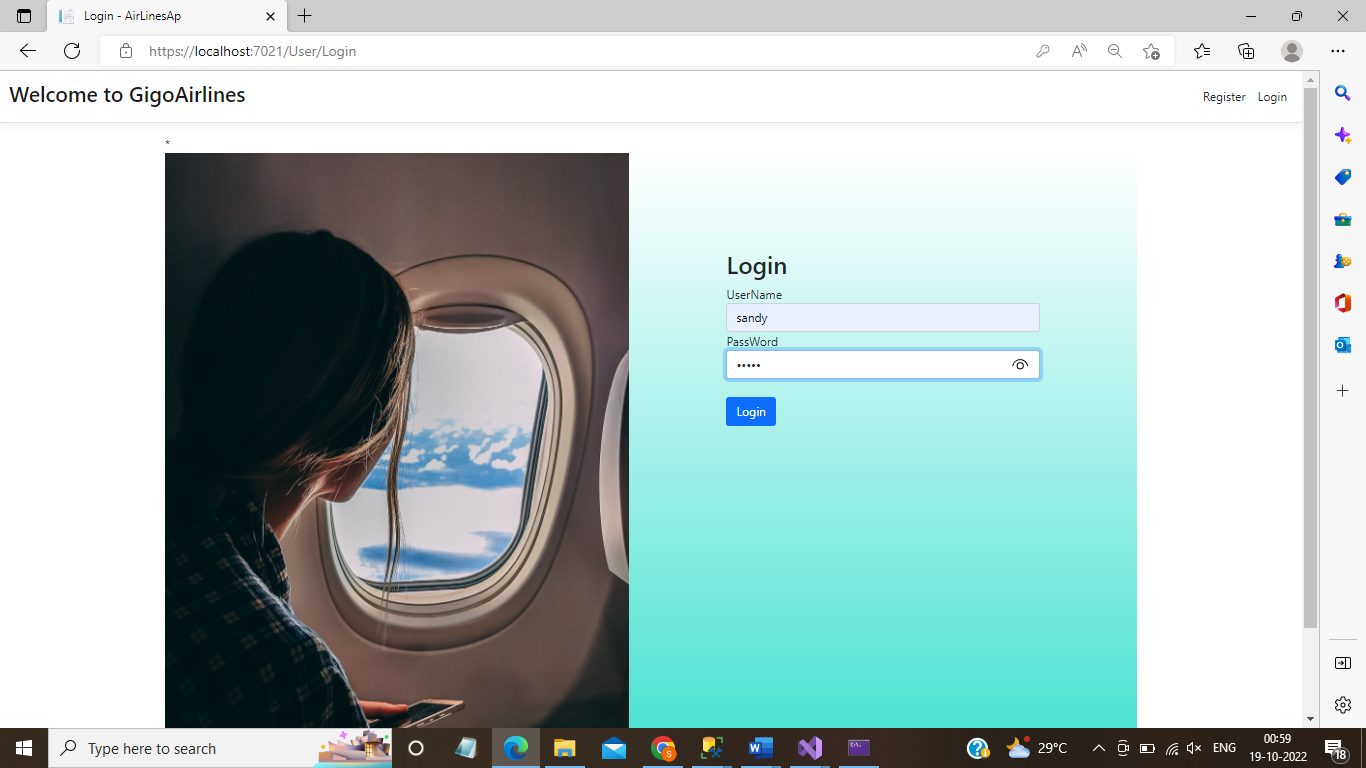 Login - AirLinesAp
https://localhost:7021/User/Login
Welcome to GigoAirlines
Register Login
*
Login
UserName
sandy
PassWord
•••••
Login
Type here to search
29°C
ENG
00:59
19-10-2022
18